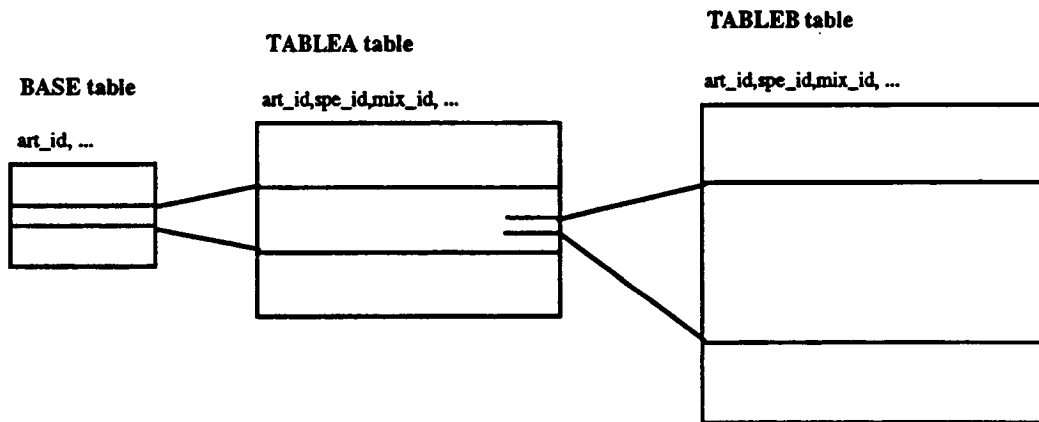 BASE table
art_id, ...
TABLEA table
art_id,spe_id,mix_id, ...
TABLEB table
art_id,spe_id,mix_id, ...